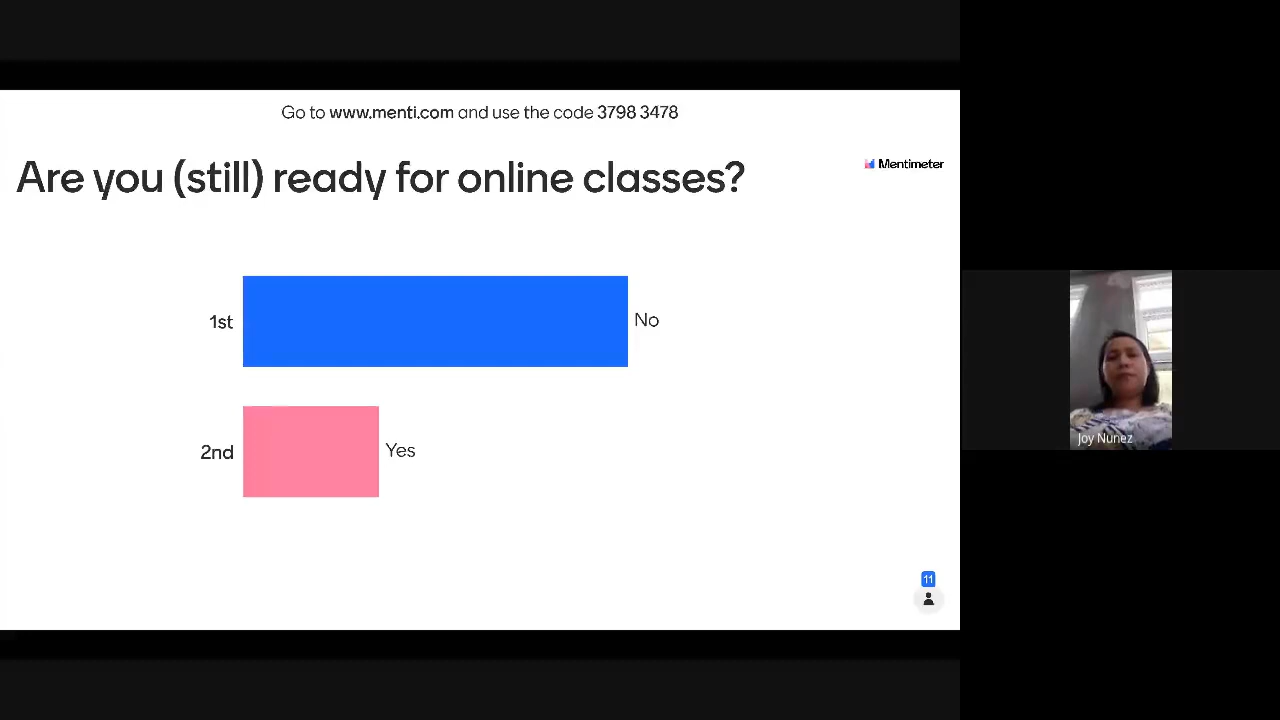 Go to www.menti.com and use the code 3798 3478
Are you (still) ready for online classes?
Mentimeter
1st
No
2nd
Yes
Joy Nunez
11